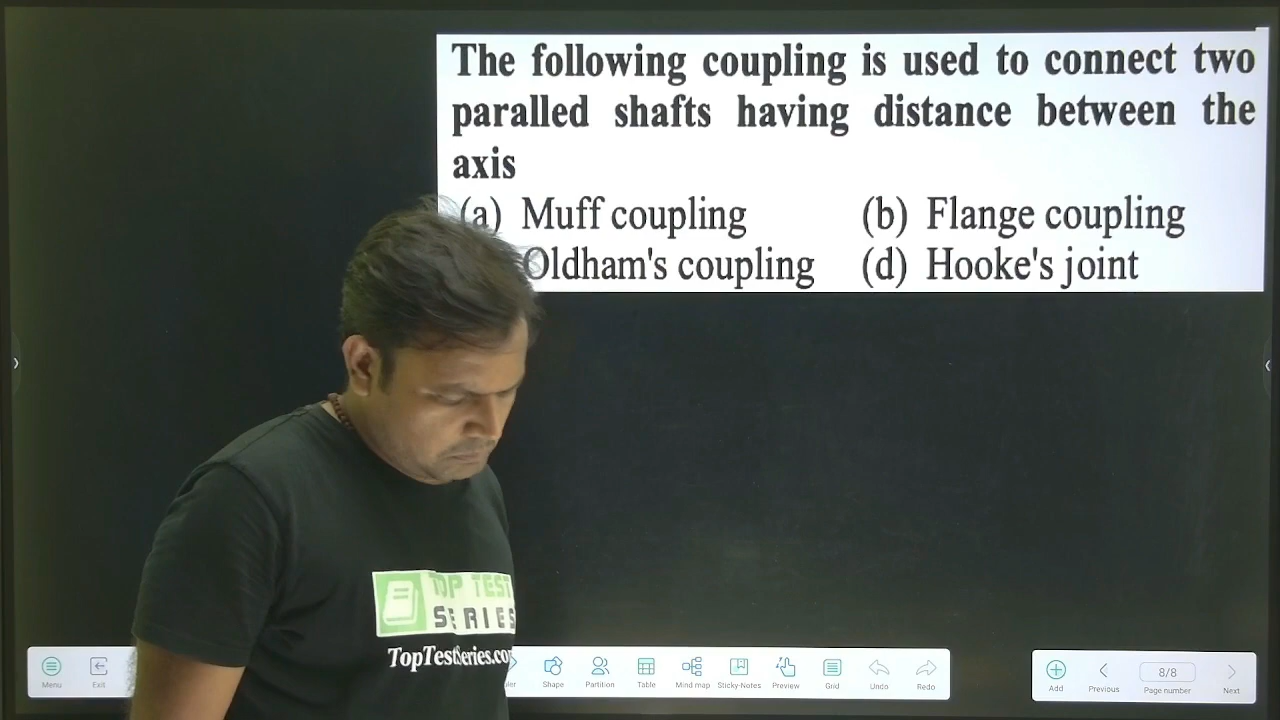 The following coupling is used to connect two
paralled shafts having distance between the
axis
(a) Muff coupling (b) Flange coupling
Oldham's coupling (d) Hooke's joint
TOP TEST
SERIES
TopTestSeries.com
Menu Exit Shape Partition Table Mind map Sticky-Notes Preview Grid Undo Redo Add Previous 8/8 Page number Next